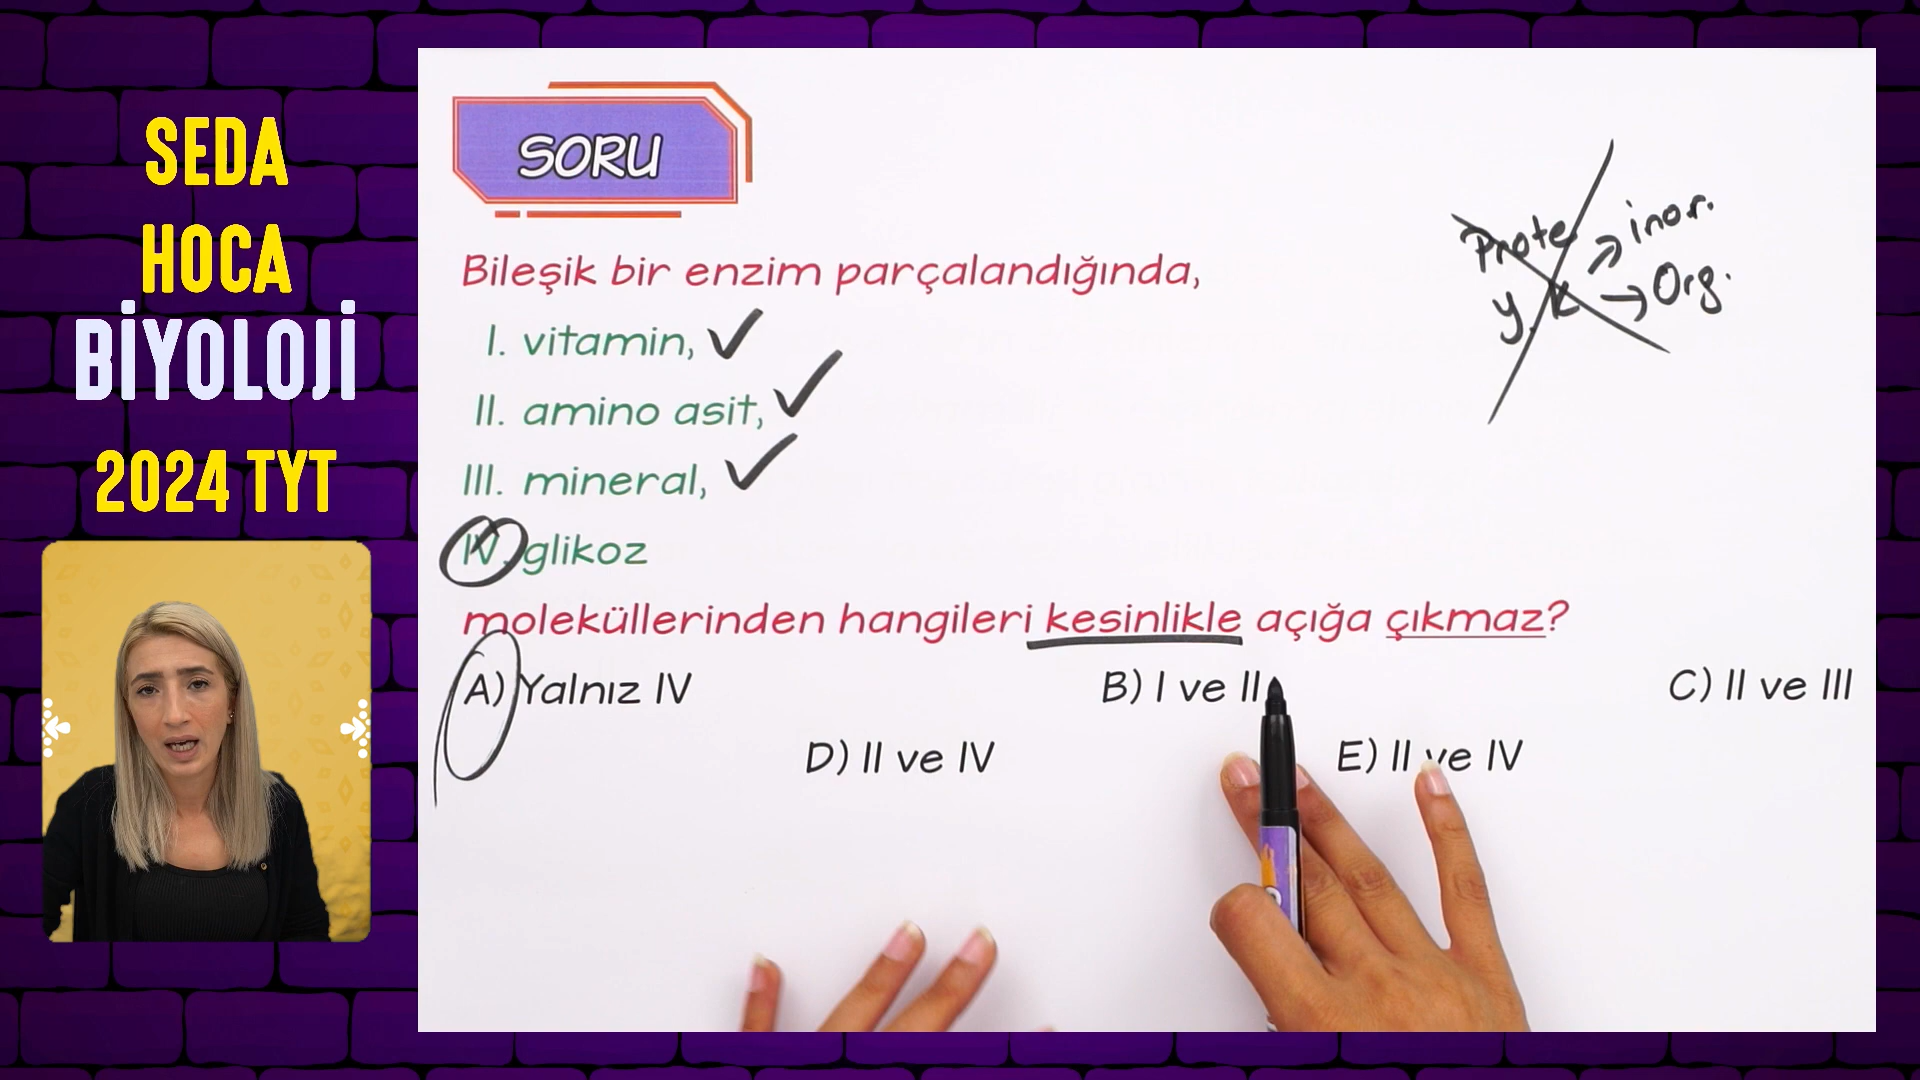 SEDA
HOCA
BİYOLOJİ
2024 TYT
SORU
Bileşik bir enzim parçalandığında,
I. vitamin,
II. amino asit,
III. mineral,
IV. glikoz
moleküllerinden hangileri kesinlikle açığa çıkmaz?
A) Yalnız IV
B) I ve II
C) II ve III
D) II ve IV
E) II ve IV
Prote
inor.
y. k
Org.